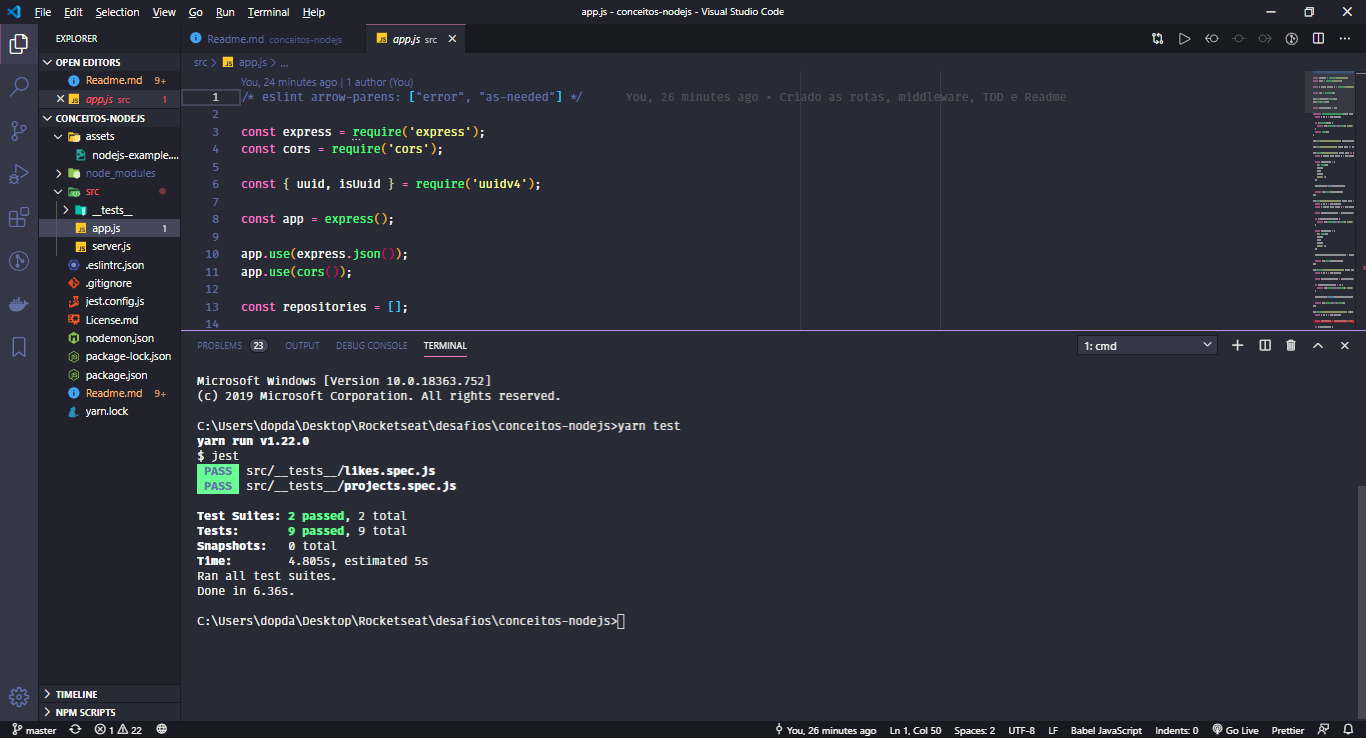 File Edit Selection View Go Run Terminal Help app.js - conceitos-nodejs - Visual Studio Code
EXPLORER
OPEN EDITORS
Readme.md 9+
app.js src 1
CONCEITOS-NODEJS
assets
nodejs-example....
node_modules
src
__tests__
app.js 1
server.js
.eslintrc.json
.gitignore
jest.config.js
License.md
nodemon.json
package-lock.json
package.json
Readme.md 9+
yarn.lock
TIMELINE
NPM SCRIPTS
Readme.md conceitos-nodejs app.js src
src > app.js > ...
You, 24 minutes ago | 1 author (You)
1 /* eslint arrow-parens: ["error", "as-needed"] */ You, 26 minutes ago • Criado as rotas, middleware, TDD e Readme
2
3 const express = require('express');
4 const cors = require('cors');
5
6 const { uuid, isUuid } = require('uuidv4');
7
8 const app = express();
9
10 app.use(express.json());
11 app.use(cors());
12
13 const repositories = [];
14
PROBLEMS 23 OUTPUT DEBUG CONSOLE TERMINAL 1: cmd
Microsoft Windows [Version 10.0.18363.752]
(c) 2019 Microsoft Corporation. All rights reserved.
C:\Users\dopda\Desktop\Rocketseat\desafios\conceitos-nodejs>yarn test
yarn run v1.22.0
$ jest
PASS src/__tests__/likes.spec.js
PASS src/__tests__/projects.spec.js
Test Suites: 2 passed, 2 total
Tests: 9 passed, 9 total
Snapshots: 0 total
Time: 4.805s, estimated 5s
Ran all test suites.
Done in 6.36s.
C:\Users\dopda\Desktop\Rocketseat\desafios\conceitos-nodejs>
master 1 22 You, 26 minutes ago Ln 1, Col 50 Spaces: 2 UTF-8 LF Babel JavaScript Indents: 0 Go Live Prettier